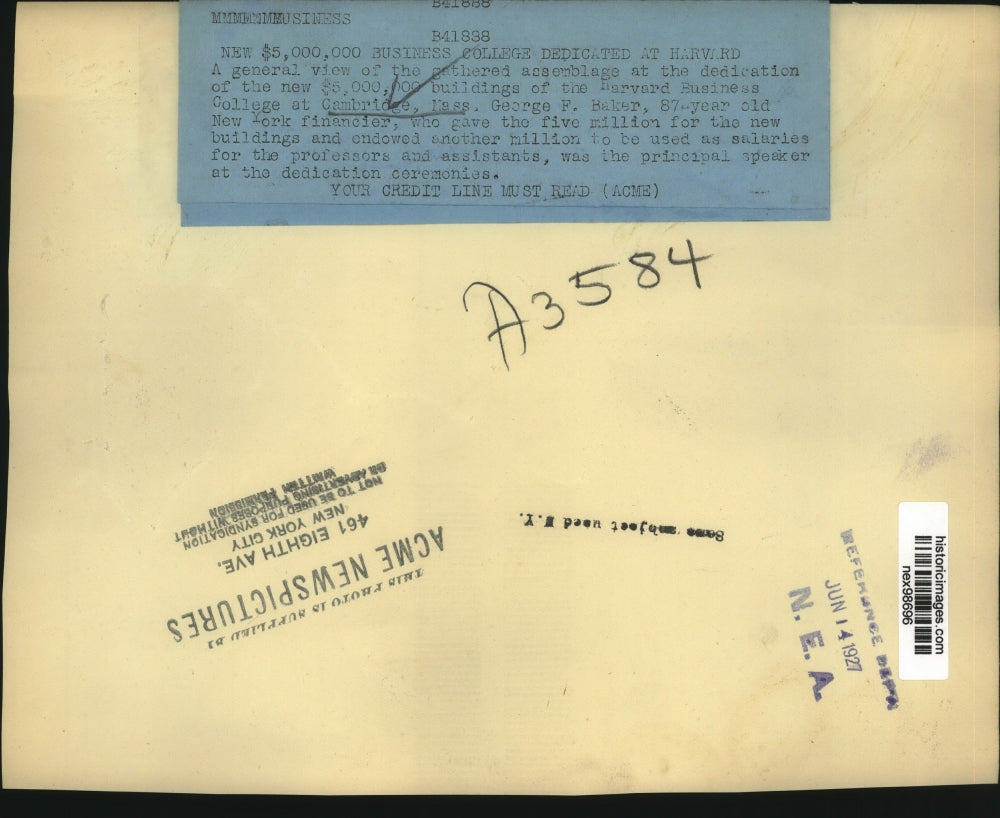 B41838
MMMMMMMUSINESS
B41838
NEW $5,000,000 BUSINESS COLLEGE DEDICATED AT HARVARD
A general view of the gathered assemblage at the dedication
of the new $5,000,000 buildings of the Harvard Business
College at Cambridge, Mass. George F. Baker, 87-year old
New York financier, who gave the five million for the new
buildings and endowed another million to be used as salaries
for the professors and assistants, was the principal speaker
at the dedication ceremonies.
YOUR CREDIT LINE MUST READ (ACME)
A3584
THIS PHOTO IS SUPPLIED BY
ACME NEWSPICTURES
461 EIGHTH AVE.
NEW YORK CITY
NOT TO BE USED FOR SYNDICATION
OR ADVERTISING PURPOSES WITHOUT
WRITTEN PERMISSION
Same subject used N.Y.
REFERENCE DEPT
JUN 14 1927
N. E. A.
historicimages.com
nex98696